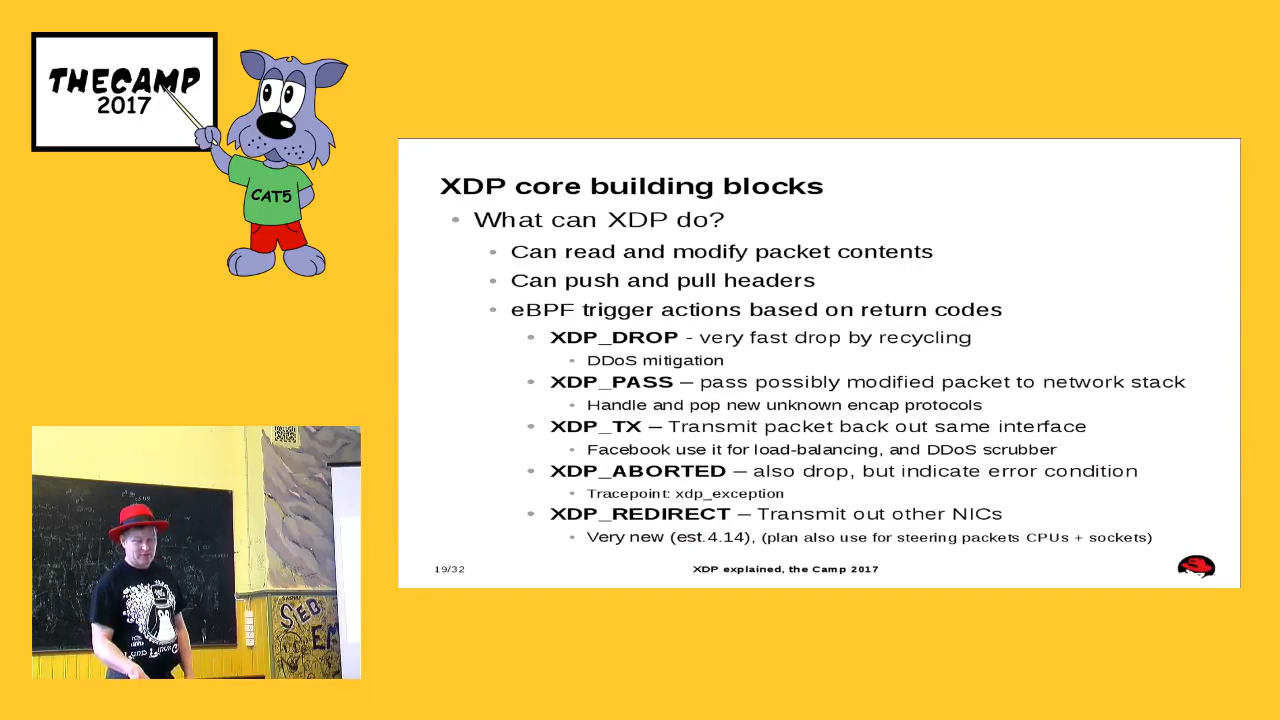 THECAMP
2017
CAT5
XDP core building blocks
What can XDP do?
Can read and modify packet contents
Can push and pull headers
eBPF trigger actions based on return codes
XDP_DROP - very fast drop by recycling
DDoS mitigation
XDP_PASS – pass possibly modified packet to network stack
Handle and pop new unknown encap protocols
XDP_TX – Transmit packet back out same interface
Facebook use it for load-balancing, and DDoS scrubber
XDP_ABORTED – also drop, but indicate error condition
Tracepoint: xdp_exception
XDP_REDIRECT – Transmit out other NICs
Very new (est.4.14), (plan also use for steering packets CPUs + sockets)
19/32
XDP explained, the Camp 2017